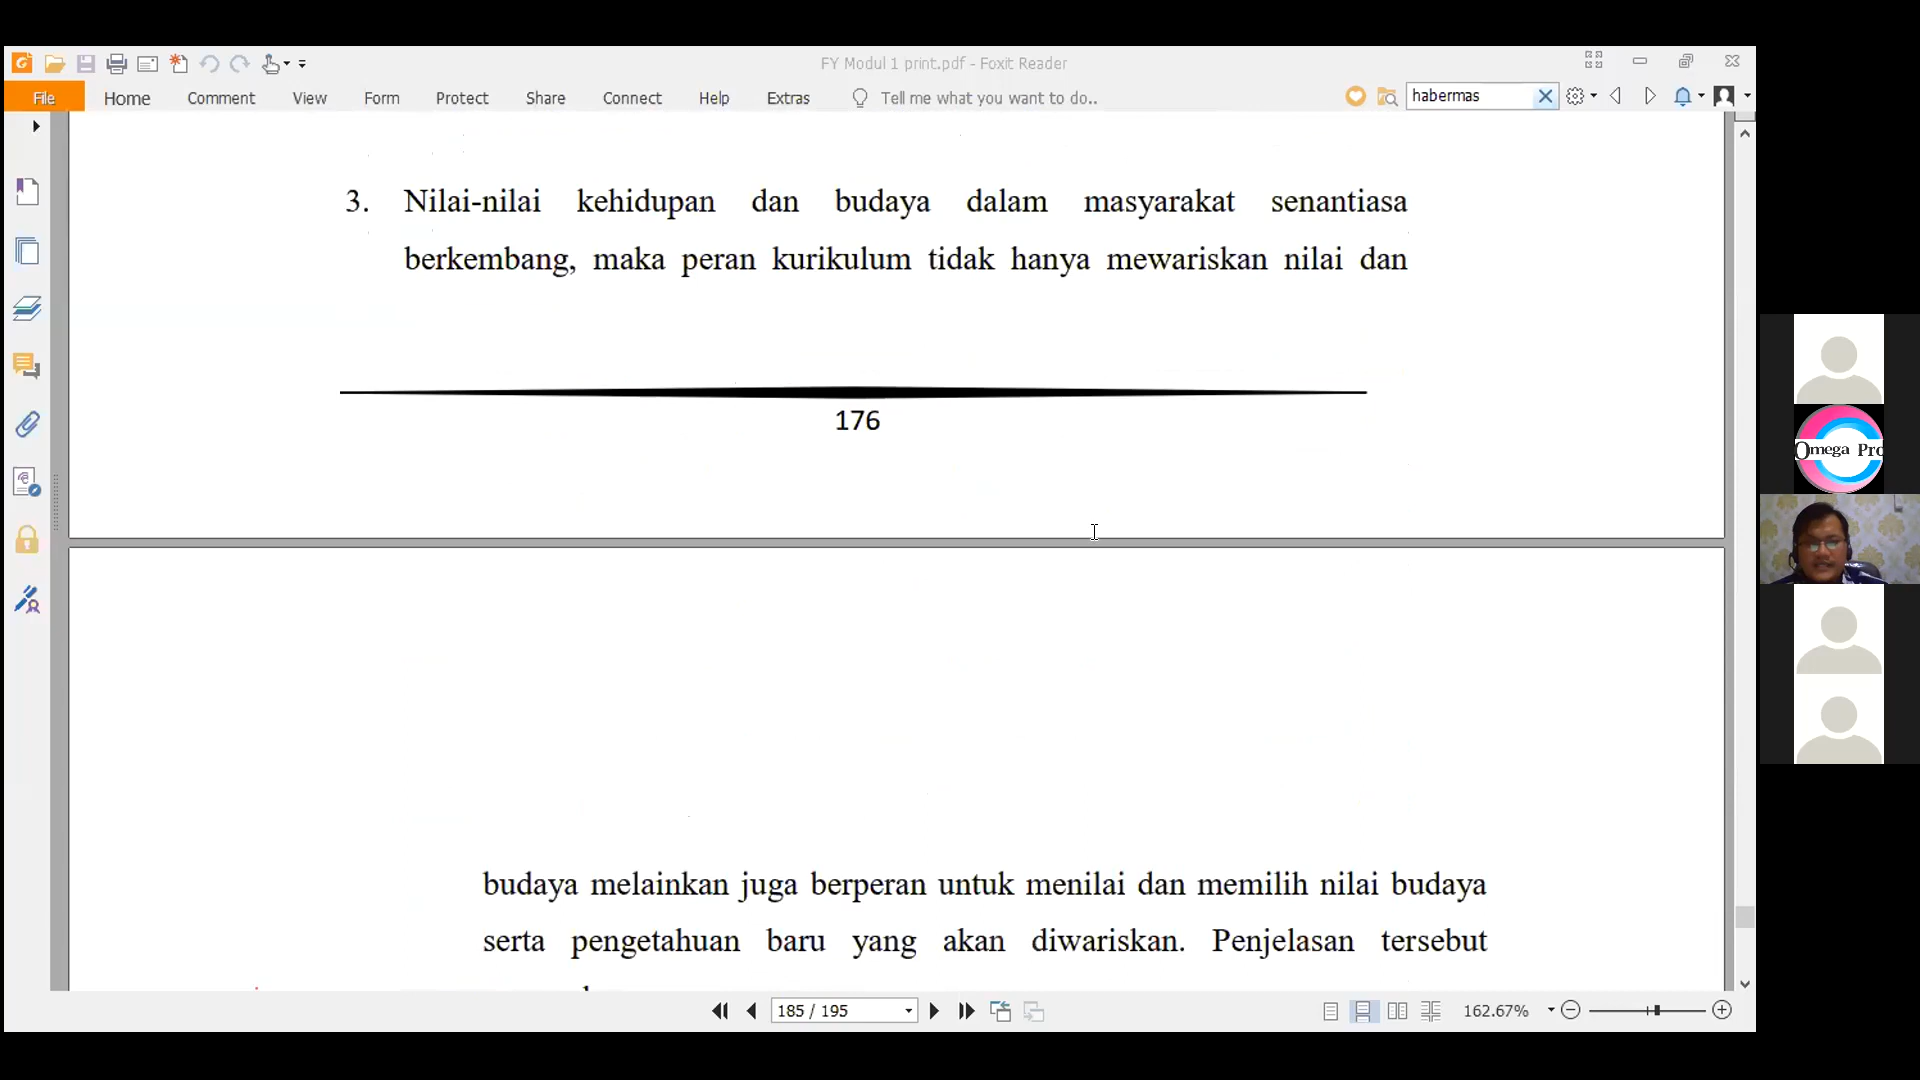 FY Modul 1 print.pdf - Foxit Reader
File Home Comment View Form Protect Share Connect Help Extras Tell me what you want to do.. habermas
3. Nilai-nilai kehidupan dan budaya dalam masyarakat senantiasa
berkembang, maka peran kurikulum tidak hanya mewariskan nilai dan
176
Omega Pro
budaya melainkan juga berperan untuk menilai dan memilih nilai budaya
serta pengetahuan baru yang akan diwariskan. Penjelasan tersebut
185 / 195 162.67%